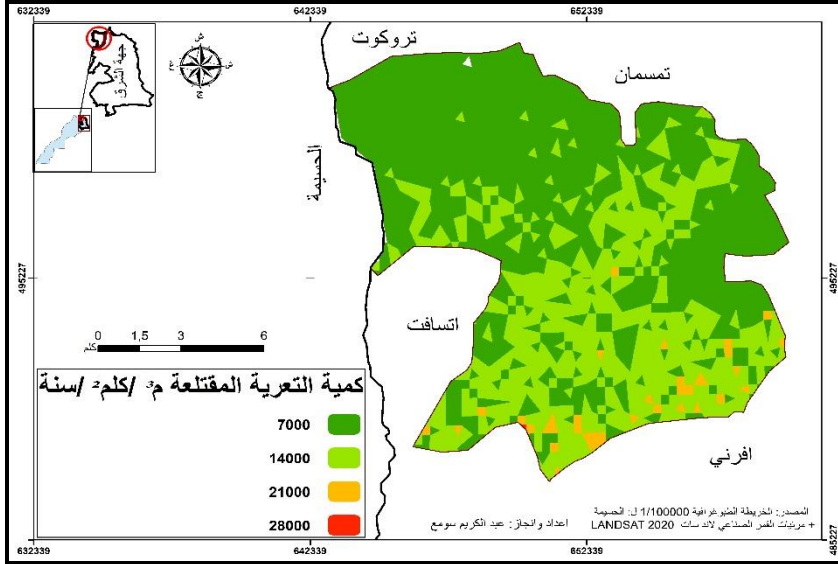 632339 642339 652339
تروكوت
تمسمان
جهة الشرق
ش
ش
ج
الحسيمة
495227 495227
اتسافت
0 1,5 3 6
كلم
كمية التعرية المقتلعة م³ /كلم² /سنة
7000
14000
21000
28000
افرني
المصدر: الخريطة الطبوغرافية 1/100000 ل: الحسيمة
+ مرئيات القمر الصناعي لاند سات LANDSAT 2020
اعداد وانجاز: عبد الكريم سومع
632339 642339 652339
485227